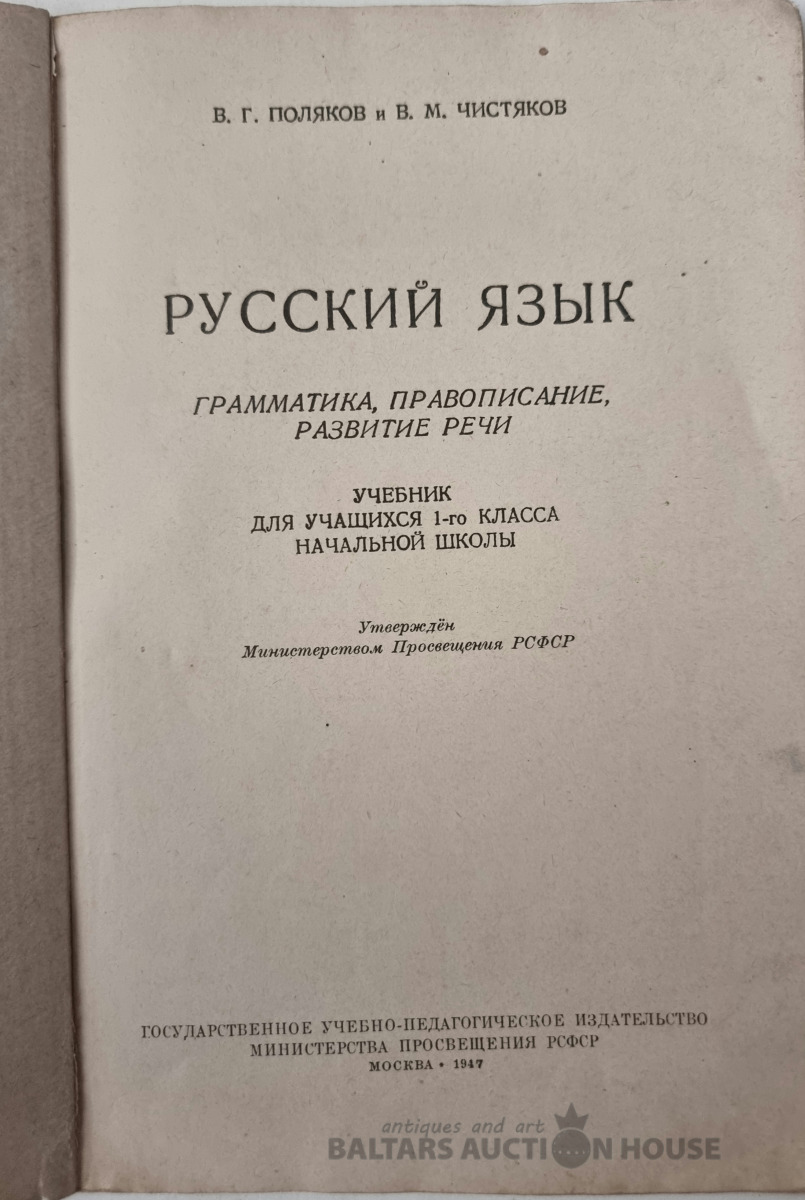 В. Г. ПОЛЯКОВ и В. М. ЧИСТЯКОВ
РУССКИЙ ЯЗЫК
ГРАММАТИКА, ПРАВОПИСАНИЕ,
РАЗВИТИЕ РЕЧИ
УЧЕБНИК
ДЛЯ УЧАЩИХСЯ 1-го КЛАССА
НАЧАЛЬНОЙ ШКОЛЫ
Утверждён
Министерством Просвещения РСФСР
ГОСУДАРСТВЕННОЕ УЧЕБНО-ПЕДАГОГИЧЕСКОЕ ИЗДАТЕЛЬСТВО
МИНИСТЕРСТВА ПРОСВЕЩЕНИЯ РСФСР
МОСКВА • 1947
antiques and art
BALTARS AUCTION HOUSE